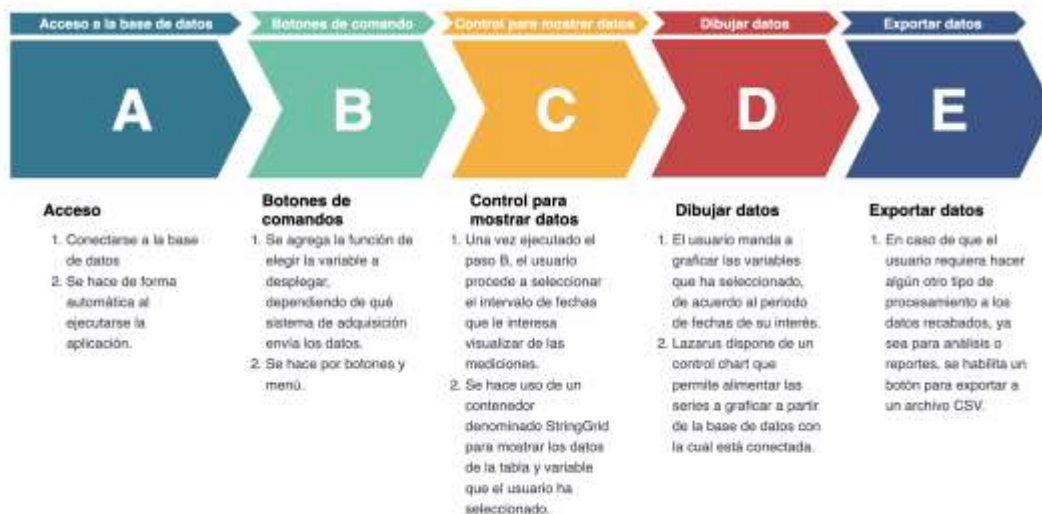 Acceso a la base de datos
Botones de comando
Control para mostrar datos
Dibujar datos
Exportar datos
A
B
C
D
E
Acceso
1. Conectarse a la base
de datos
2. Se hace de forma
automática al
ejecutarse la
aplicación.
Botones de
comandos
1. Se agrega la función de
elegir la variable a
desplegar,
dependiendo de qué
sistema de adquisición
envía los datos.
2. Se hace por botones y
menú.
Control para
mostrar datos
1. Una vez ejecutado el
paso B, el usuario
procede a seleccionar
el intervalo de fechas
que le interesa
visualizar de las
mediciones.
2. Se hace uso de un
contenedor
denominado StringGrid
para mostrar los datos
de la tabla y variable
que el usuario ha
seleccionado.
Dibujar datos
1. El usuario manda a
graficar las variables
que ha seleccionado,
de acuerdo al período
de fechas de su interés.
2. Lazarus dispone de un
control chart que
permite alimentar las
series a graficar a partir
de la base de datos con
la cual está conectada.
Exportar datos
1. En caso de que el
usuario requiera hacer
algún otro tipo de
procesamiento a los
datos recabados, ya
sea para análisis o
reportes, se habilita un
botón para exportar a
un archivo CSV.